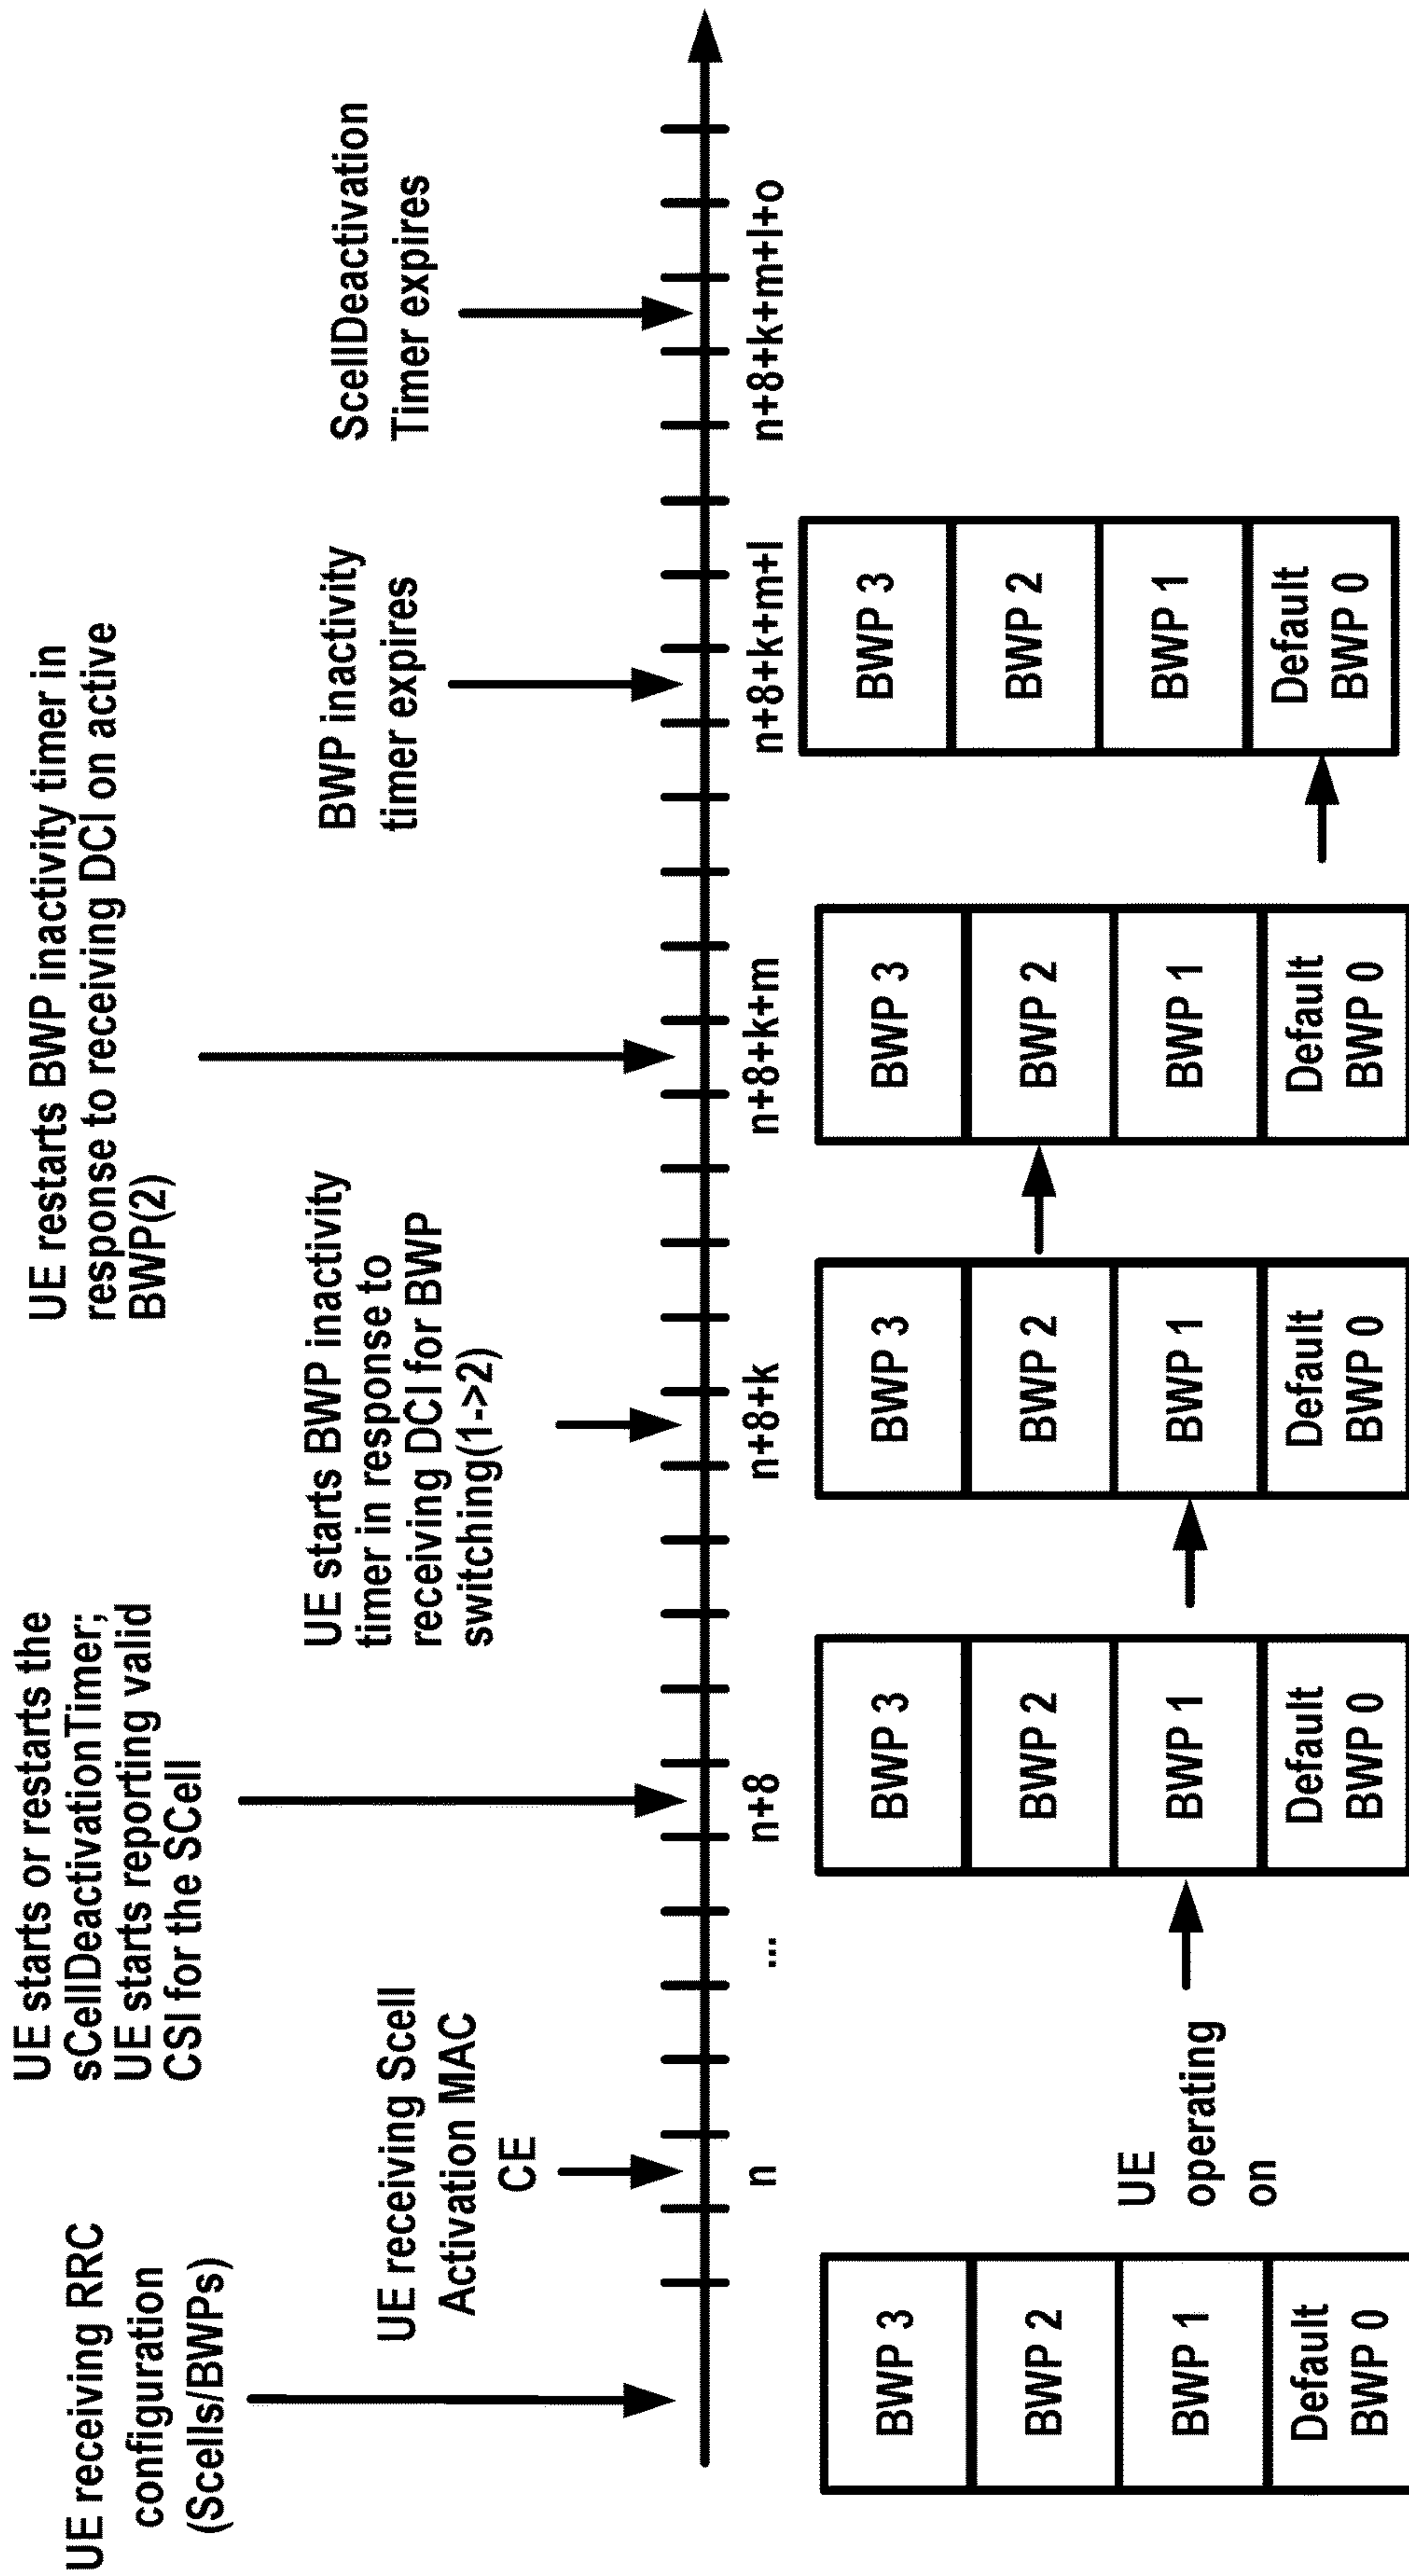 UE receiving RRC
configuration
(Scells/BWPs)
UE receiving Scell
Activation MAC
CE
UE starts or restarts the
sCellDeactivationTimer;
UE starts reporting valid
CSI for the SCell
UE starts BWP inactivity
timer in response to
receiving DCI for BWP
switching(1->2)
UE restarts BWP inactivity timer in
response to receiving DCI on active
BWP(2)
BWP inactivity
timer expires
ScellDeactivation
Timer expires
n
...
n+8
n+8+k
n+8+k+m
n+8+k+m+l
n+8+k+m+l+o
BWP 3
BWP 2
BWP 1
Default
BWP 0
UE
operating
on
BWP 3
BWP 2
BWP 1
Default
BWP 0
BWP 3
BWP 2
BWP 1
Default
BWP 0
BWP 3
BWP 2
BWP 1
Default
BWP 0
BWP 3
BWP 2
BWP 1
Default
BWP 0